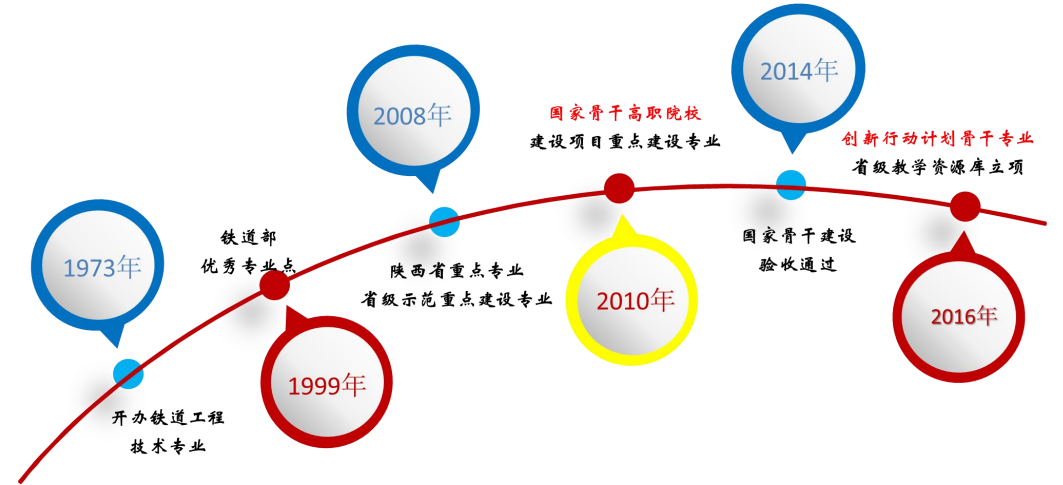 1973年
开办铁道工程
技术专业
铁道部
优秀专业点
1999年
2008年
陕西省重点专业
省级示范重点建设专业
国家骨干高职院校
建设项目重点建设专业
2010年
2014年
国家骨干建设
验收通过
创新行动计划骨干专业
省级教学资源库立项
2016年